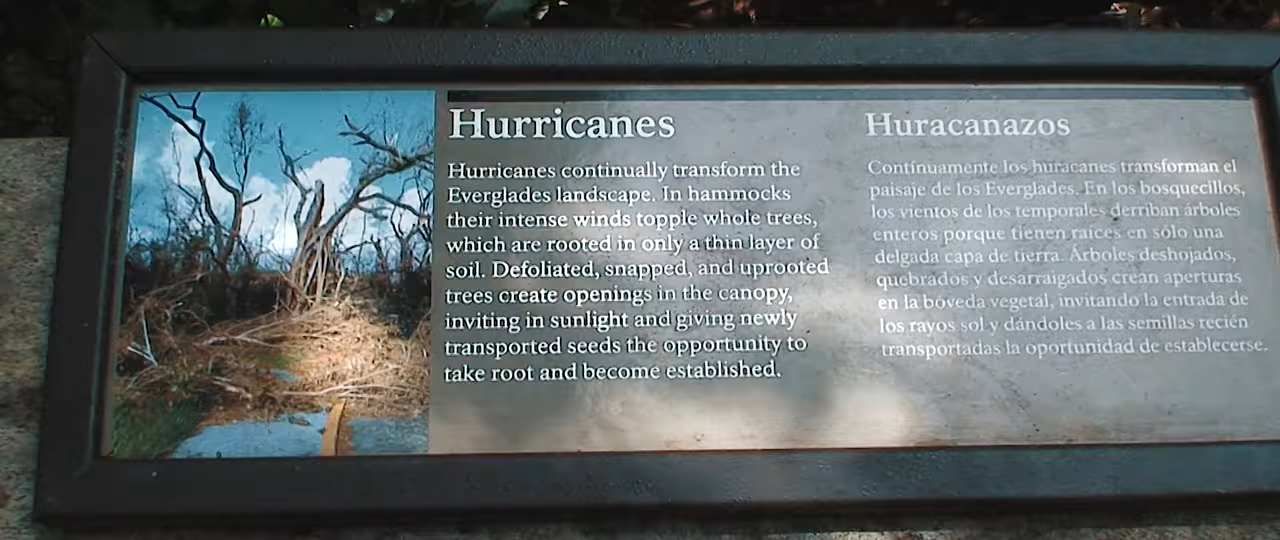 Hurricanes
Hurricanes continually transform the
Everglades landscape. In hammocks
their intense winds topple whole trees,
which are rooted in only a thin layer of
soil. Defoliated, snapped, and uprooted
trees create openings in the canopy,
inviting in sunlight and giving newly
transported seeds the opportunity to
take root and become established.
Huracanazos
Contínuamente los huracanes transforman el
paisaje de los Everglades. En los bosquecillos,
los vientos de los temporales derriban árboles
enteros porque tienen raíces en sólo una
delgada capa de tierra. Árboles deshojados,
quebrados y desarraigados crean aperturas
en la bóveda vegetal, invitando la entrada de
los rayos sol y dándoles a las semillas recién
transportadas la oportunidad de establecerse.